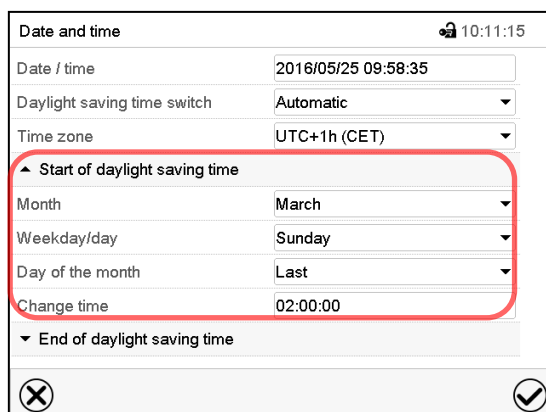 Date and time 10:11:15
Date / time 2016/05/25 09:58:35
Daylight saving time switch Automatic
Time zone UTC+1h (CET)
Start of daylight saving time
Month March
Weekday/day Sunday
Day of the month Last
Change time 02:00:00
End of daylight saving time